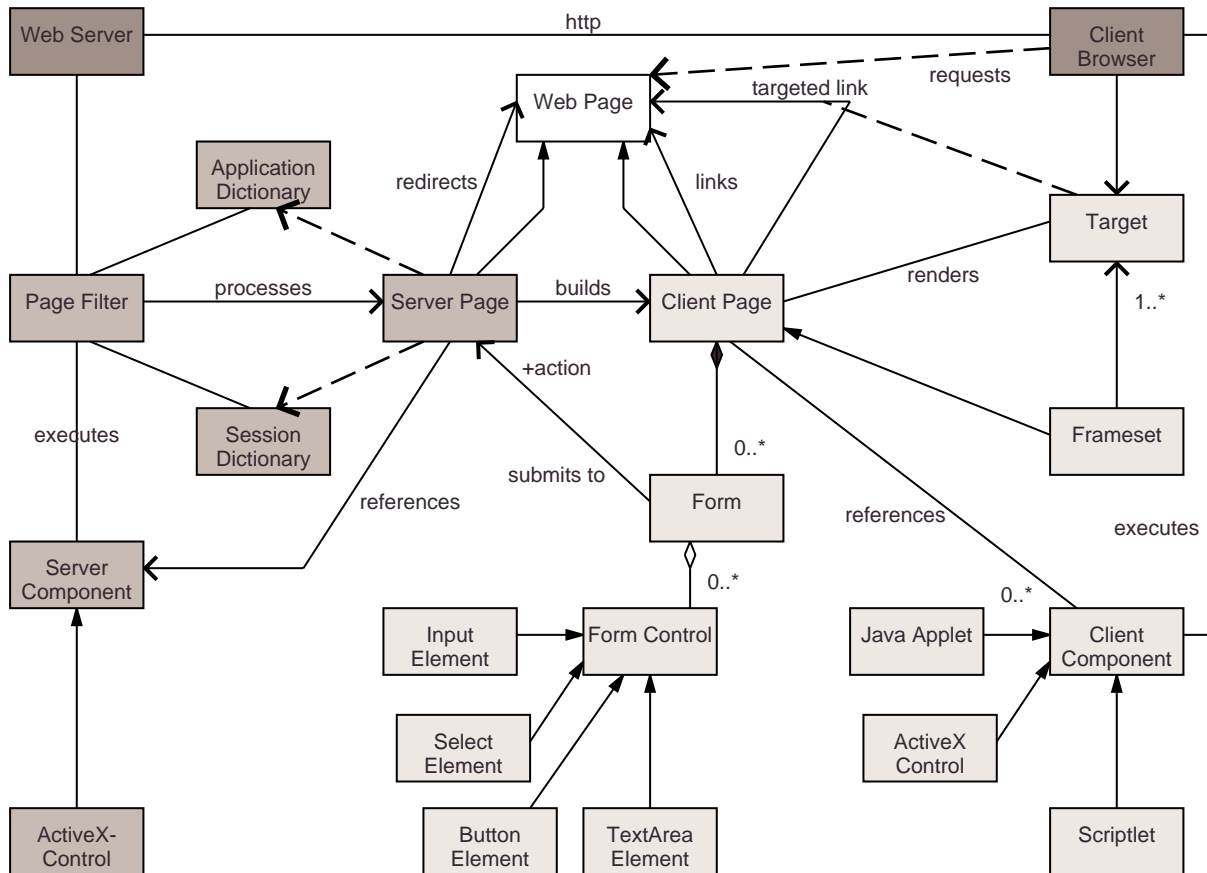 Web Server
http
Client
Browser
requests
targeted link
Web Page
Application
Dictionary
redirects
links
Target
renders
Page Filter
processes
Server Page
builds
Client Page
1..*
+action
executes
Session
Dictionary
0..*
Frameset
submits to
Form
references
references
executes
Server
Component
0..*
0..*
Input
Element
Form Control
Java Applet
Client
Component
Select
Element
ActiveX
Control
ActiveX-
Control
Button
Element
TextArea
Element
Scriptlet